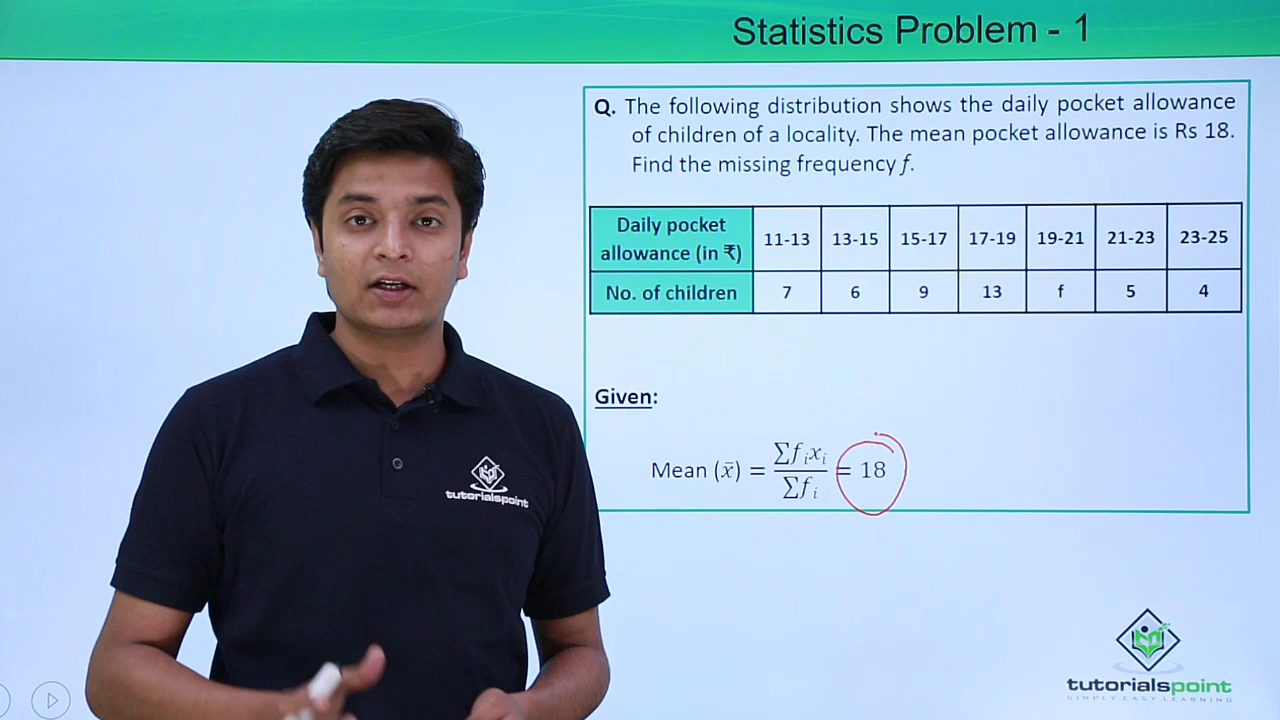 Statistics Problem - 1
Q. The following distribution shows the daily pocket allowance
of children of a locality. The mean pocket allowance is Rs 18.
Find the missing frequency f.
Daily pocket allowance (in ₹) 11-13 13-15 15-17 17-19 19-21 21-23 23-25
No. of children 7 6 9 13 f 5 4
Given:
Mean (x̄) = ∑fᵢxᵢ / ∑fᵢ = 18
tutorialspoint
tutorialspoint
SIMPLY EASY LEARNING